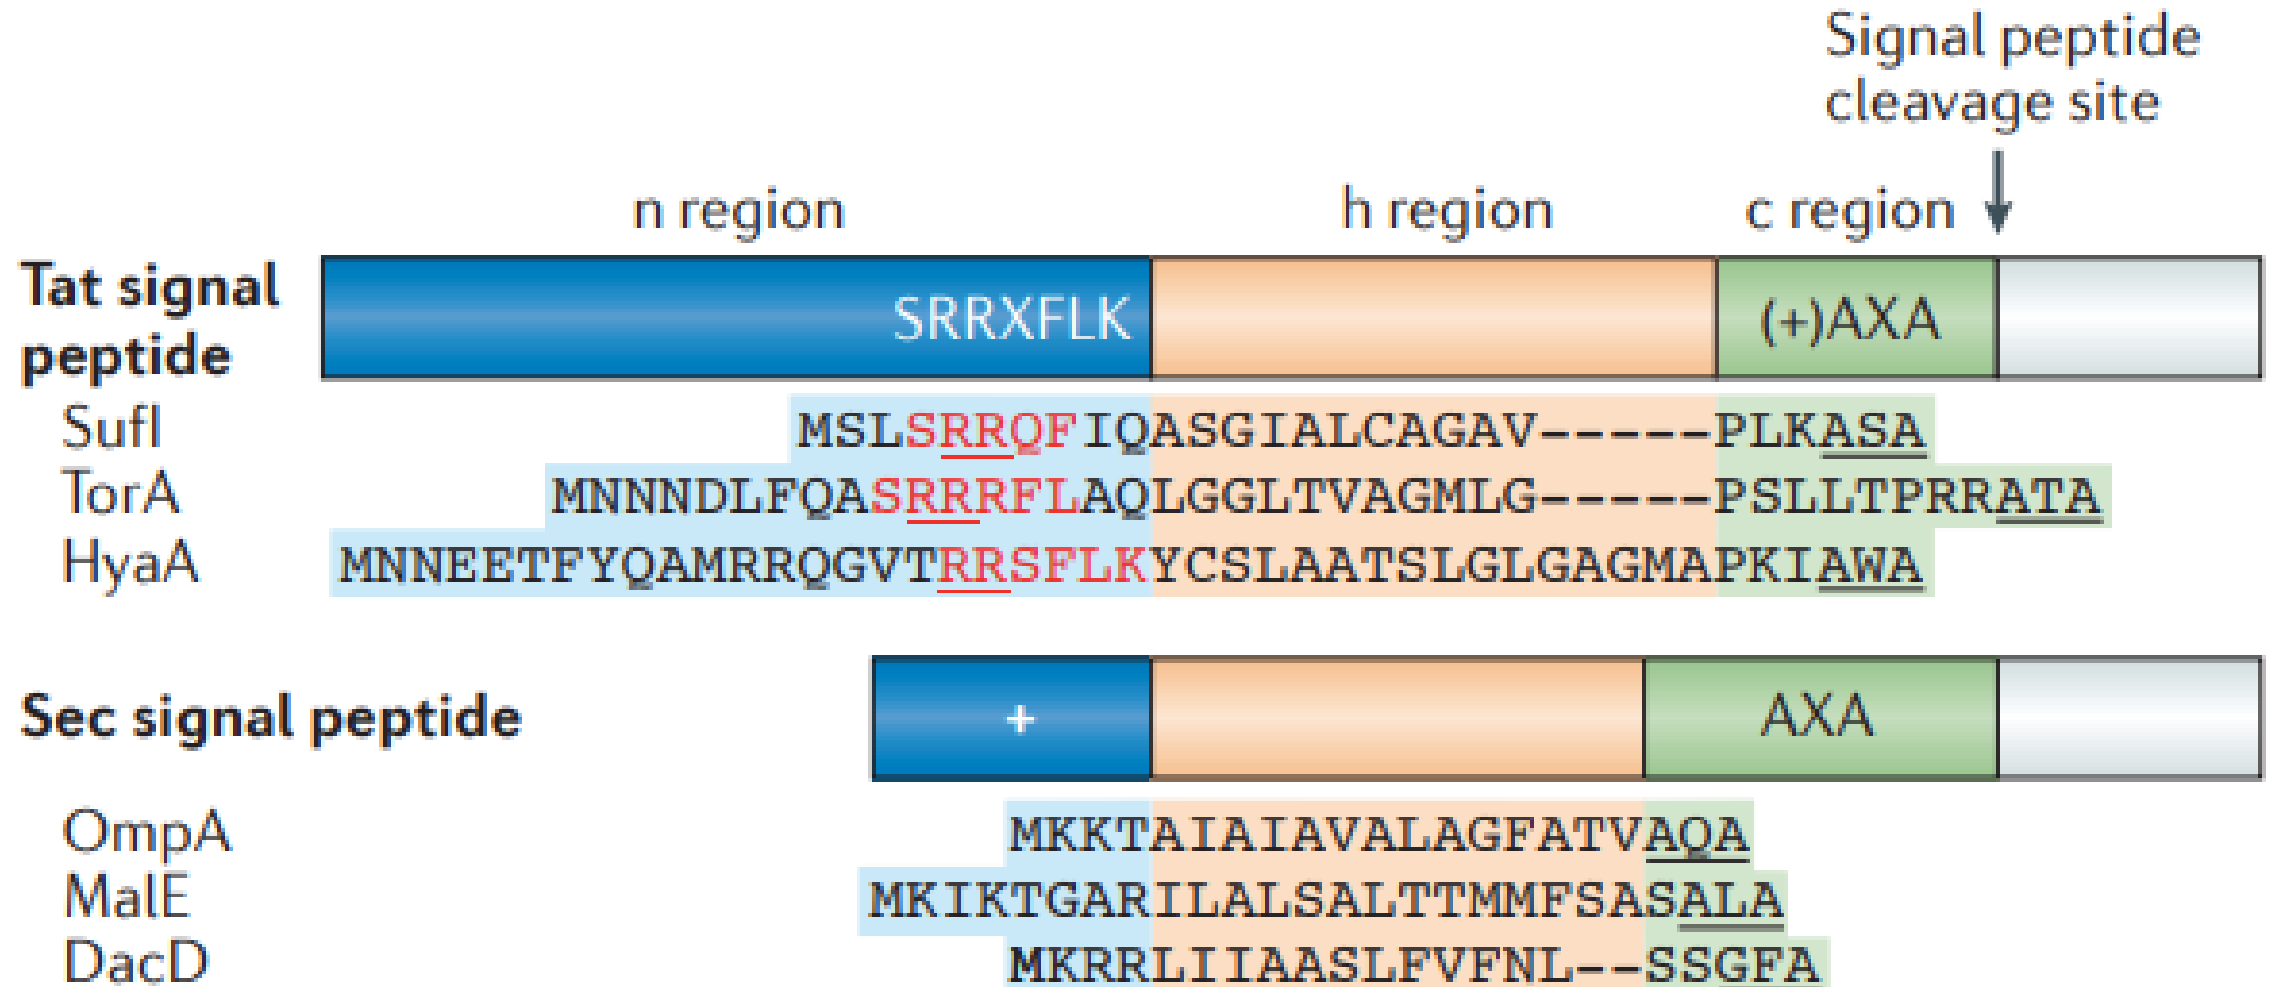 Signal peptide
cleavage site
n region h region c region
Tat signal
peptide
SRRXFLK (+)AXA
SufI MSLSRRQFIQASGIALCAGAV-----PLKASA
TorA MNNNDLFQASRRRFLAQLGGLTVAGMLG-----PSLLTPRRATA
HyaA MNNEETFYQAMRRQGVTRRSFLKYCSLAATSLGLGAGMAPKIAWA
Sec signal peptide + AXA
OmpA MKKTAIAIAVALAGFATVAQA
MalE MKIKTGARILALSALTTMMFSASALA
DacD MKRRLIIAASLFVFNL--SSGFA